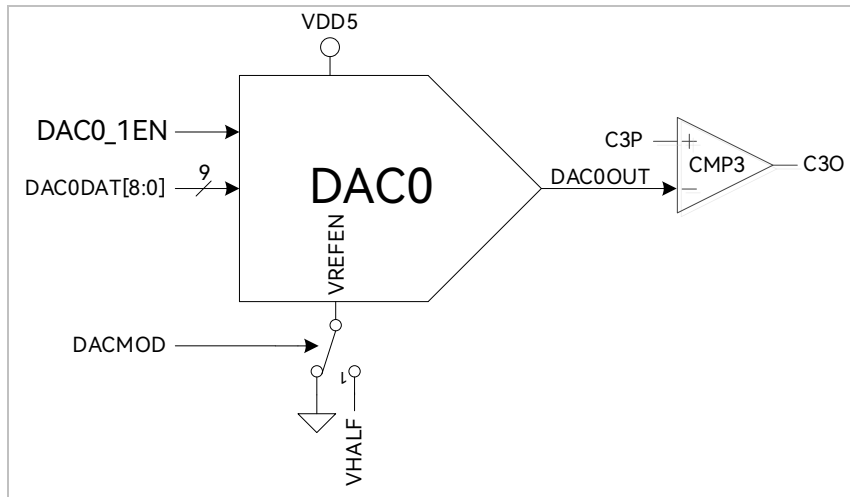 VDD5
DAC0_1EN
C3P
+
CMP3
C3O
9
DAC0DAT[8:0]
DAC0
DAC0OUT
−
VREFEN
DACMOD
1
VHALF